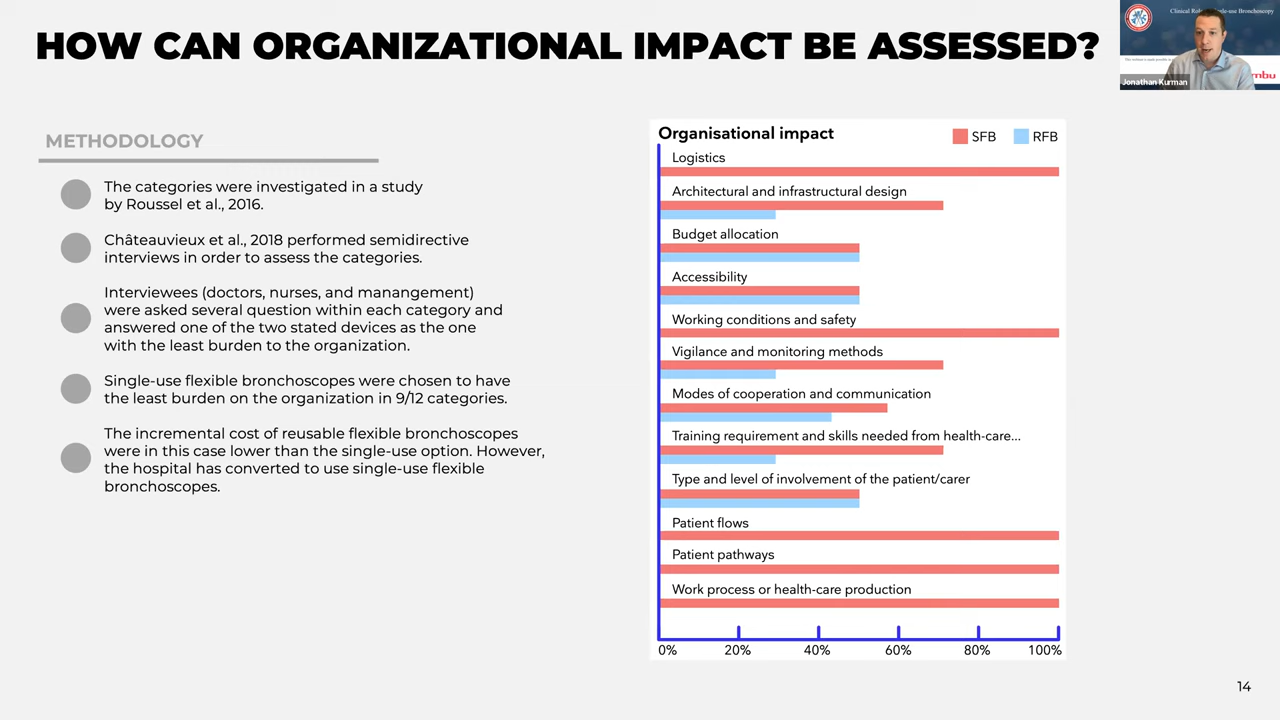 HOW CAN ORGANIZATIONAL IMPACT BE ASSESSED?
Jonathan Kurman
mbu
METHODOLOGY
The categories were investigated in a study
by Roussel et al., 2016.
Châteauvieux et al., 2018 performed semidirective
interviews in order to assess the categories.
Interviewees (doctors, nurses, and manangement)
were asked several question within each category and
answered one of the two stated devices as the one
with the least burden to the organization.
Single-use flexible bronchoscopes were chosen to have
the least burden on the organization in 9/12 categories.
The incremental cost of reusable flexible bronchoscopes
were in this case lower than the single-use option. However,
the hospital has converted to use single-use flexible
bronchoscopes.
Organisational impact
SFB RFB
Logistics
Architectural and infrastructural design
Budget allocation
Accessibility
Working conditions and safety
Vigilance and monitoring methods
Modes of cooperation and communication
Training requirement and skills needed from health-care...
Type and level of involvement of the patient/carer
Patient flows
Patient pathways
Work process or health-care production
0% 20% 40% 60% 80% 100%
14